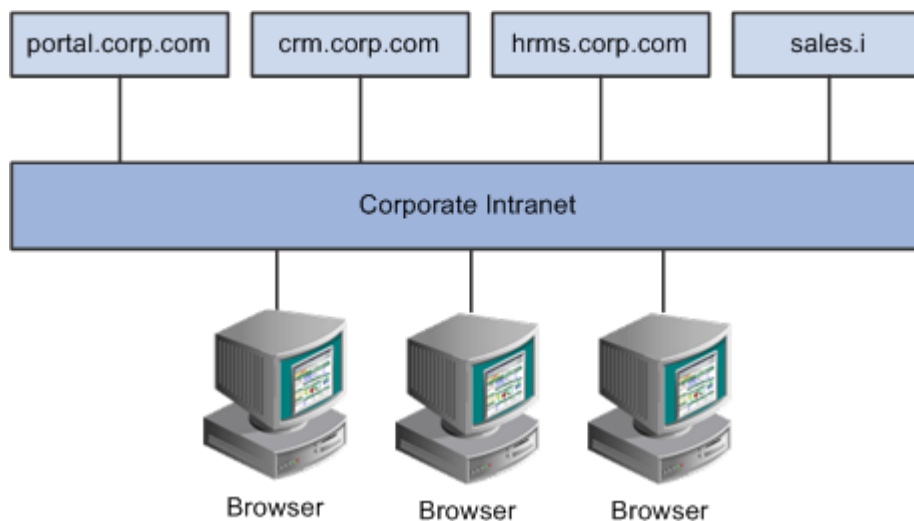 portal.corp.com
crm.corp.com
hrms.corp.com
sales.i
Corporate Intranet
Browser
Browser
Browser